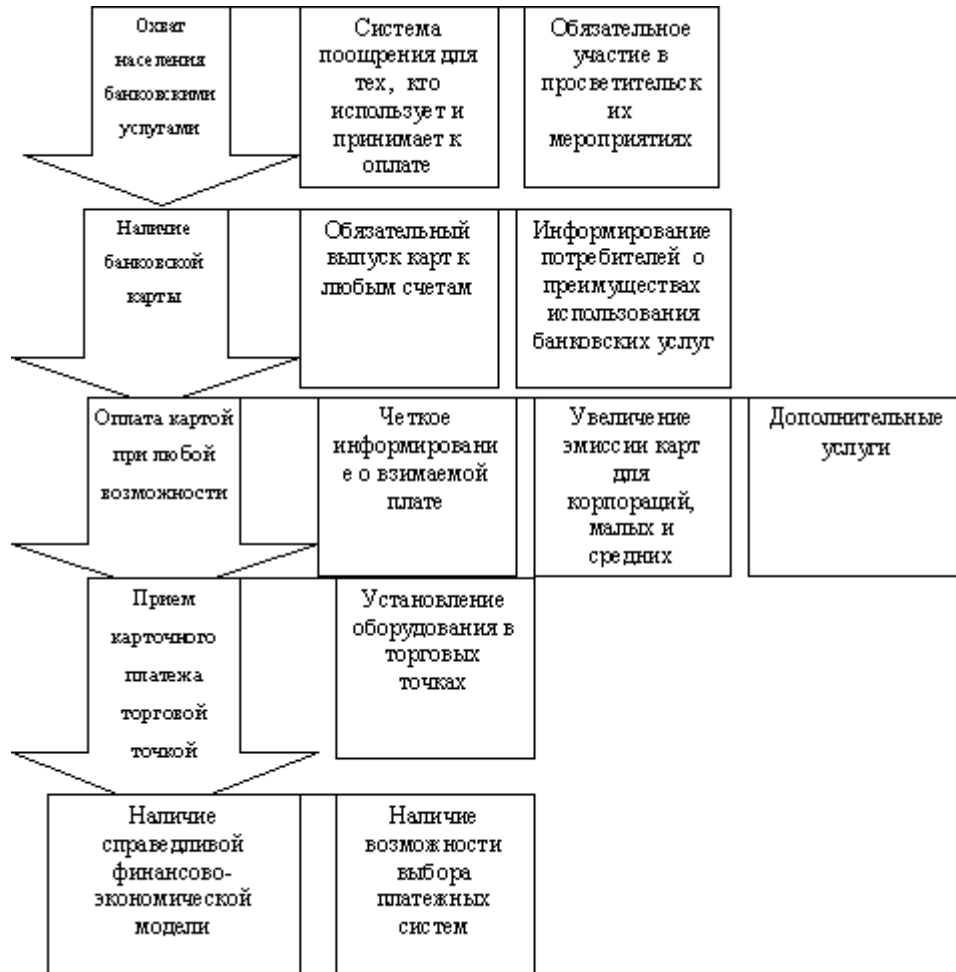 Охват
населения
банковскими
услугами
Система
поощрения для
тех, кто
использует и
принимает к
оплате
Обязательное
участие в
просветительск
их
мероприятиях
Наличие
банковской
карты
Обязательный
выпуск карт к
любым счетам
Информирование
потребителей о
преимуществах
использования
банковских услуг
Оплата картой
при любой
возможности
Четкое
информировани
е о взимаемой
плате
Увеличение
эмиссии карт
для
корпораций,
малых и
средних
Дополнительные
услуги
Прием
карточного
платежа
торговой
точкой
Установление
оборудования в
торговых
точках
Наличие
справедливой
финансово-
экономической
модели
Наличие
возможности
выбора
платежных
систем